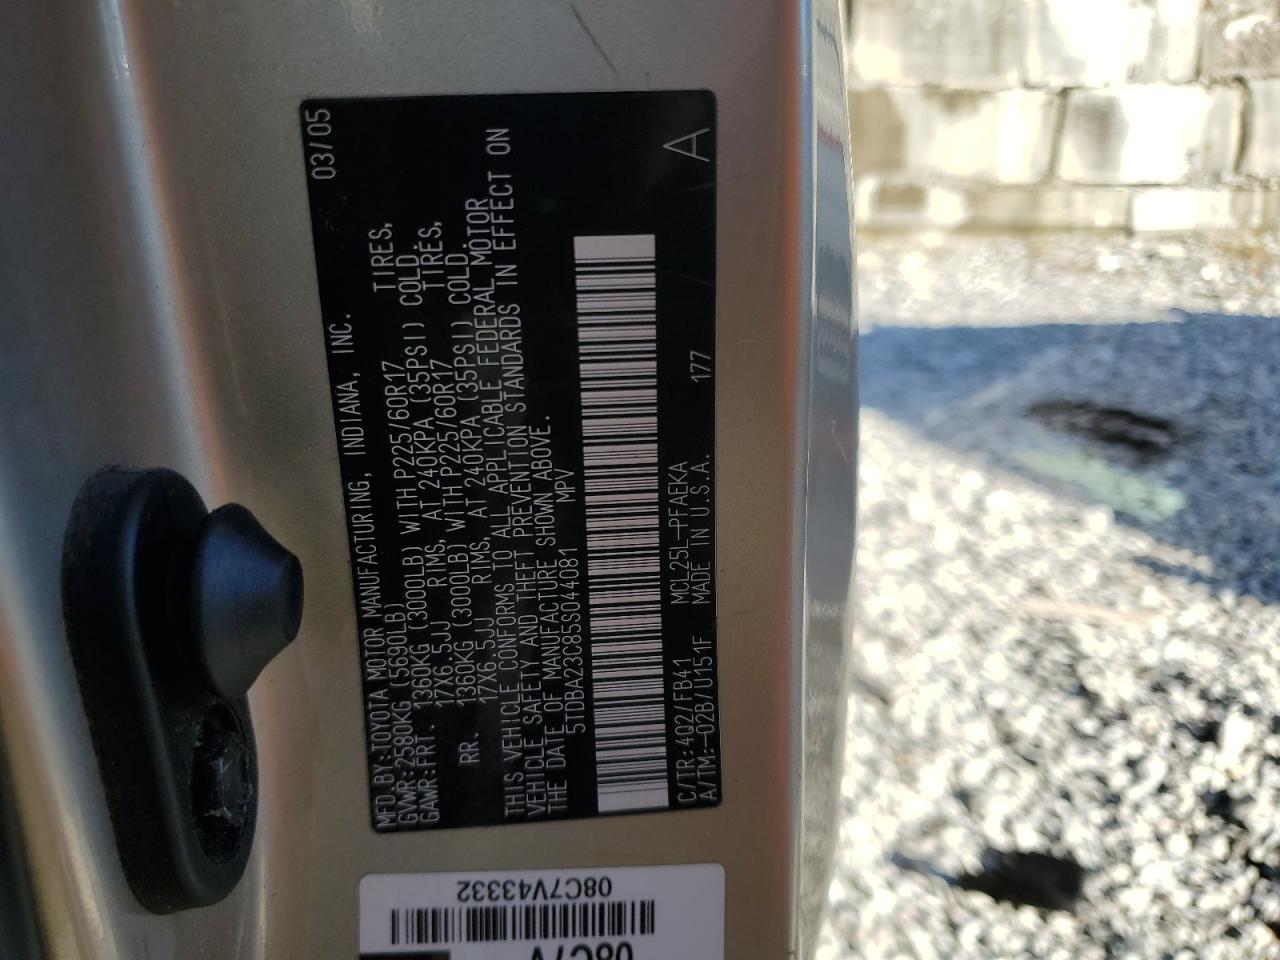 MFD.BY:TOYOTA MOTOR MANUFACTURING, INDIANA, INC. 03/05
GVWR:2580KG (5690LB)
GAWR:FRT. 1360KG (3000LB) WITH P225/60R17 TIRES,
17X6.5JJ RIMS, AT 240KPA (35PSI) COLD.
RR. 1360KG (3000LB) WITH P225/60R17 TIRES,
17X6.5JJ RIMS, AT 240KPA (35PSI) COLD.
THIS VEHICLE CONFORMS TO ALL APPLICABLE FEDERAL MOTOR
VEHICLE SAFETY AND THEFT PREVENTION STANDARDS IN EFFECT ON
THE DATE OF MANUFACTURE SHOWN ABOVE.
5TDBA23C85S044081 MPV
C/TR:4Q2/FB41 MCL25L-PFAEKA
A/TM:-02B/U151F MADE IN U.S.A. 177 A
08C7V43332
08C7V